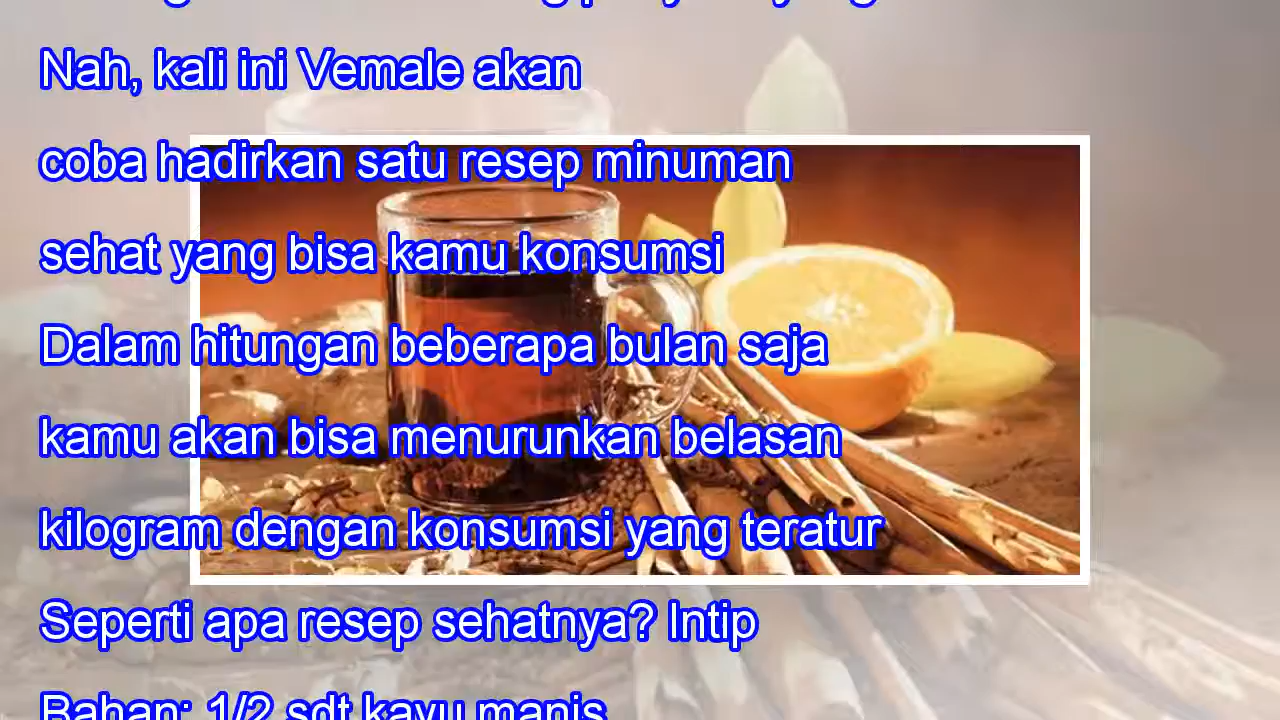 Nah, kali ini Vemale akan
coba hadirkan satu resep minuman
sehat yang bisa kamu konsumsi
Dalam hitungan beberapa bulan saja
kamu akan bisa menurunkan belasan
kilogram dengan konsumsi yang teratur
Seperti apa resep sehatnya? Intip
Bahan: 1/2 sdt kayu manis